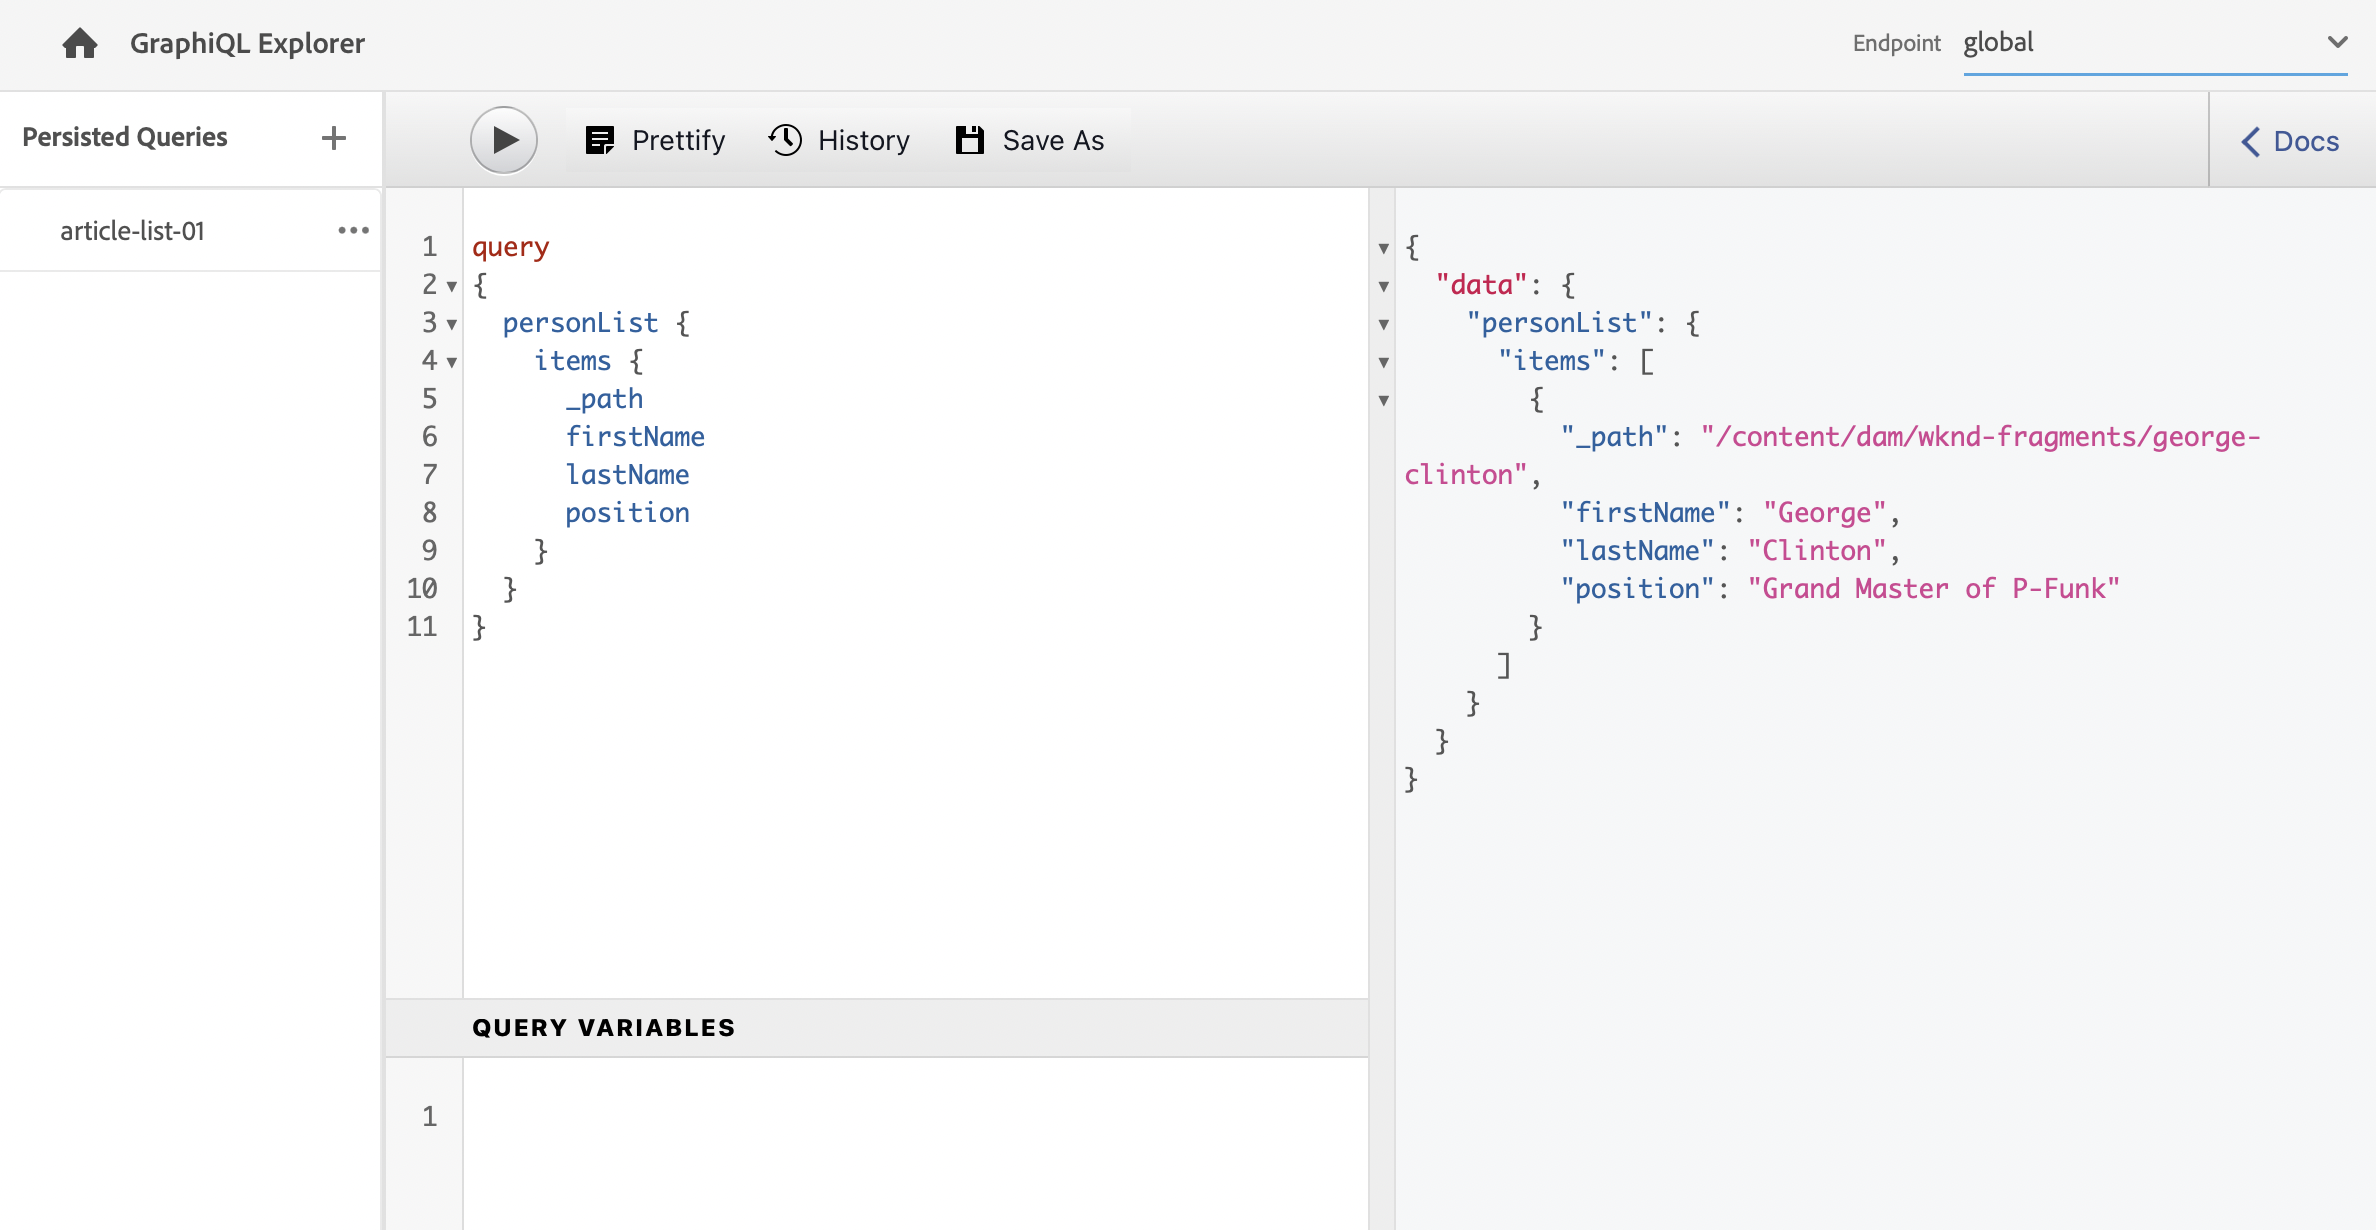 GraphiQL Explorer
Endpoint global
Persisted Queries +
Prettify History Save As
Docs
article-list-01 •••
1 query
2 {
3   personList {
4     items {
5       _path
6       firstName
7       lastName
8       position
9     }
10   }
11 }
QUERY VARIABLES
1
{
  "data": {
    "personList": {
      "items": [
        {
          "_path": "/content/dam/wknd-fragments/george-
clinton",
          "firstName": "George",
          "lastName": "Clinton",
          "position": "Grand Master of P-Funk"
        }
      ]
    }
  }
}